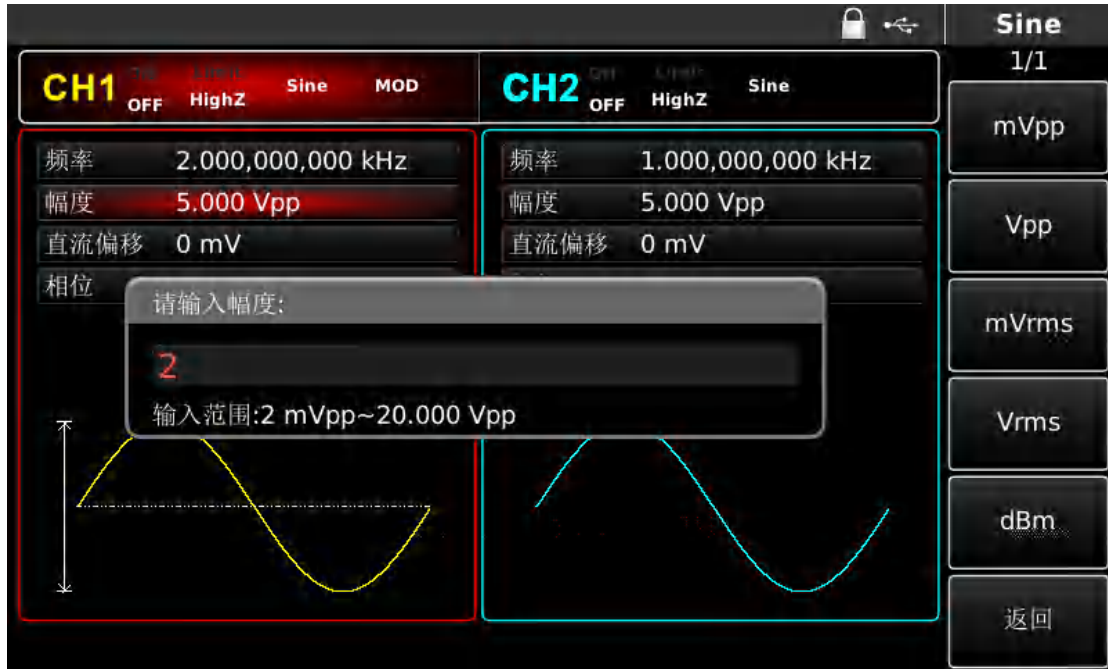 Sine
1/1
CH1 OFF HighZ Sine MOD
CH2 OFF HighZ Sine
频率 2.000,000,000 kHz
幅度 5.000 Vpp
直流偏移 0 mV
相位
频率 1.000,000,000 kHz
幅度 5.000 Vpp
直流偏移 0 mV
请输入幅度:
2
输入范围:2 mVpp~20.000 Vpp
mVpp
Vpp
mVrms
Vrms
dBm
返回